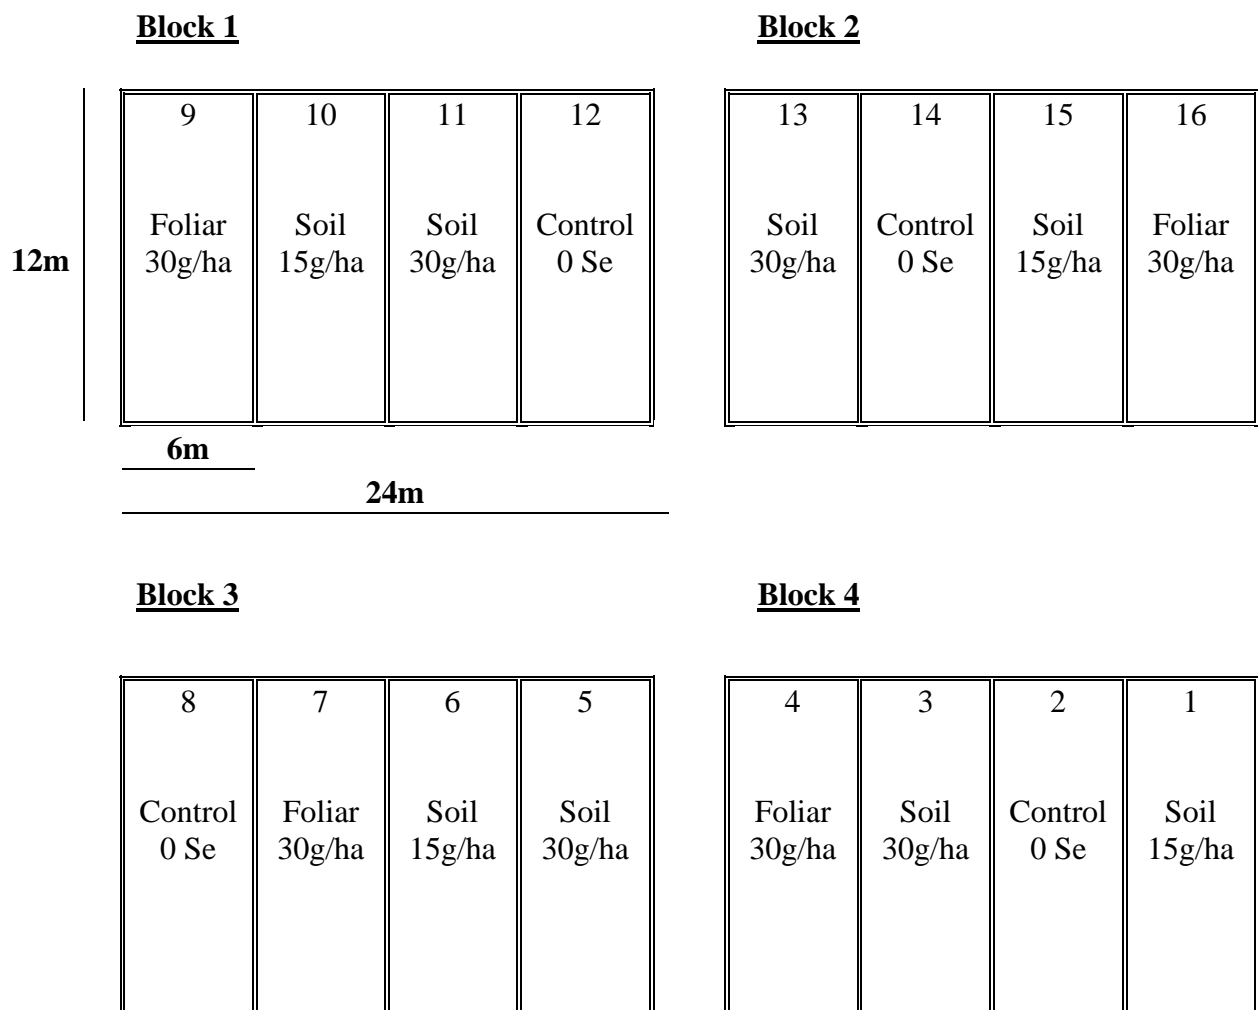 Block 1 Block 2
9 10 11 12 13 14 15 16
Foliar Soil Soil Control Soil Control Soil Foliar
12m 30g/ha 15g/ha 30g/ha 0 Se 30g/ha 0 Se 15g/ha 30g/ha
6m
24m
Block 3 Block 4
8 7 6 5 4 3 2 1
Control Foliar Soil Soil Foliar Soil Control Soil
0 Se 30g/ha 15g/ha 30g/ha 30g/ha 30g/ha 0 Se 15g/ha